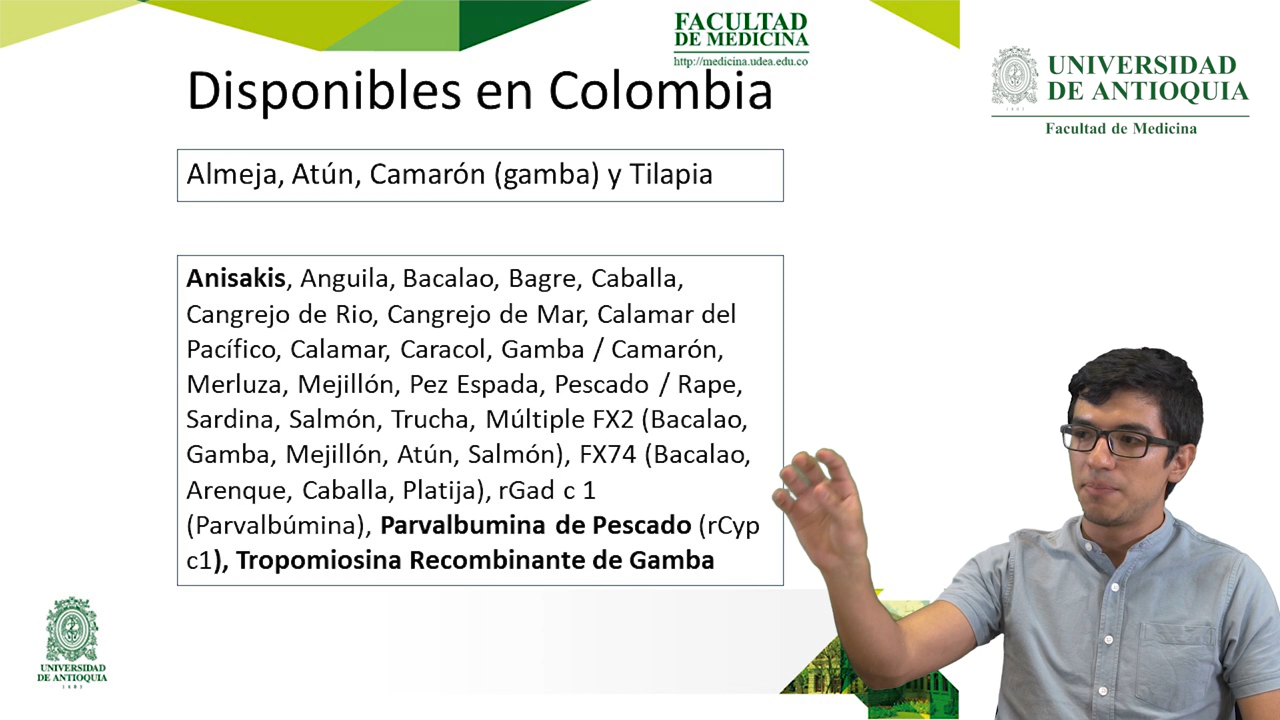 FACULTAD
DE MEDICINA
http://medicina.udea.edu.co
UNIVERSIDAD
DE ANTIOQUIA
1803
Facultad de Medicina
Disponibles en Colombia
Almeja, Atún, Camarón (gamba) y Tilapia
Anisakis, Anguila, Bacalao, Bagre, Caballa,
Cangrejo de Rio, Cangrejo de Mar, Calamar del
Pacífico, Calamar, Caracol, Gamba / Camarón,
Merluza, Mejillón, Pez Espada, Pescado / Rape,
Sardina, Salmón, Trucha, Múltiple FX2 (Bacalao,
Gamba, Mejillón, Atún, Salmón), FX74 (Bacalao,
Arenque, Caballa, Platija), rGad c 1
(Parvalbúmina), Parvalbumina de Pescado (rCyp
c1), Tropomiosina Recombinante de Gamba
UNIVERSIDAD
DE ANTIOQUIA
1803